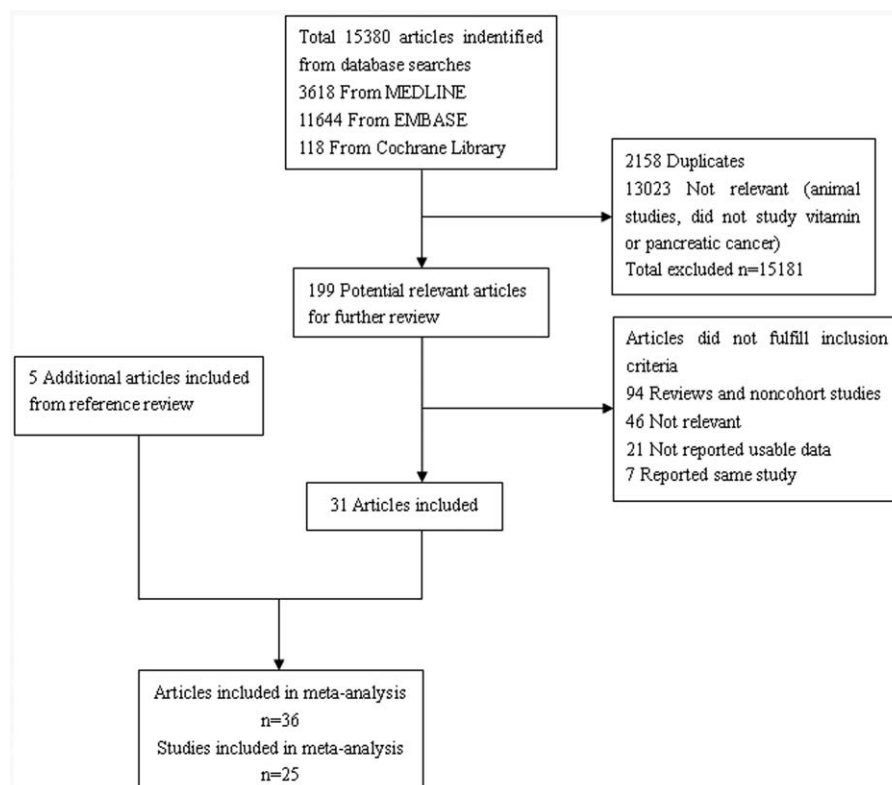 Total 15380 articles indentified
from database searches
3618 From MEDLINE
11644 From EMBASE
118 From Cochrane Library
2158 Duplicates
13023 Not relevant (animal
studies, did not study vitamin
or pancreatic cancer)
Total excluded n=15181
199 Potential relevant articles
for further review
Articles did not fulfill inclusion
criteria
94 Reviews and noncohort studies
46 Not relevant
21 Not reported usable data
7 Reported same study
5 Additional articles included
from reference review
31 Articles included
Articles included in meta-analysis
n=36
Studies included in meta-analysis
n=25